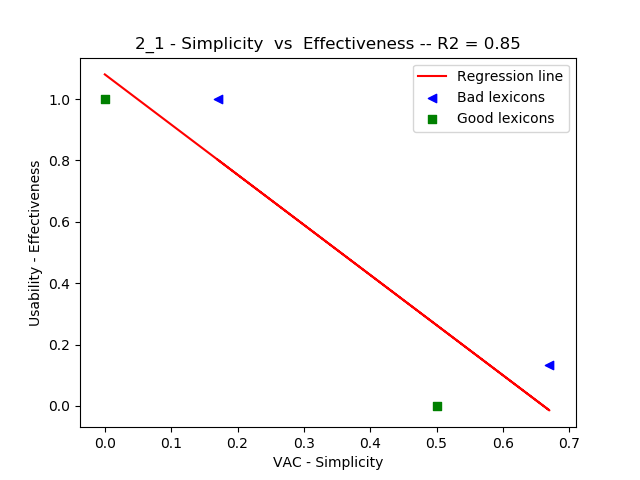 2_1 - Simplicity  vs  Effectiveness -- R2 = 0.85
Regression line
Bad lexicons
Good lexicons
Usability - Effectiveness
1.0
0.8
0.6
0.4
0.2
0.0
0.0 0.1 0.2 0.3 0.4 0.5 0.6 0.7
VAC - Simplicity